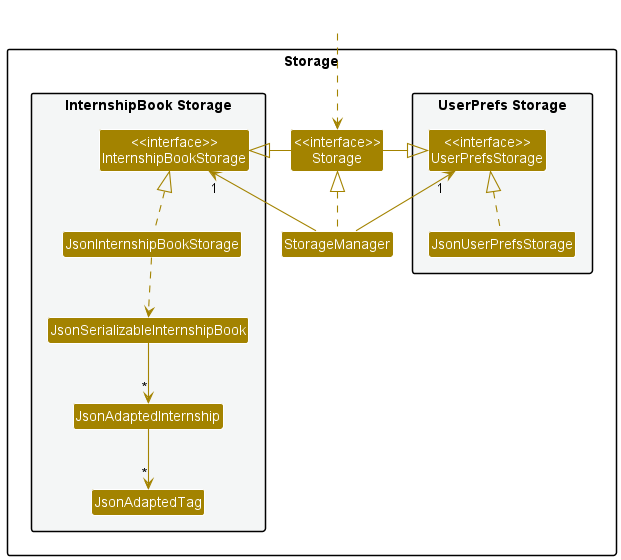 Storage
InternshipBook Storage
UserPrefs Storage
<<interface>>
InternshipBookStorage
<<interface>>
Storage
<<interface>>
UserPrefsStorage
1
1
JsonInternshipBookStorage
StorageManager
JsonUserPrefsStorage
JsonSerializableInternshipBook
*
JsonAdaptedInternship
*
JsonAdaptedTag